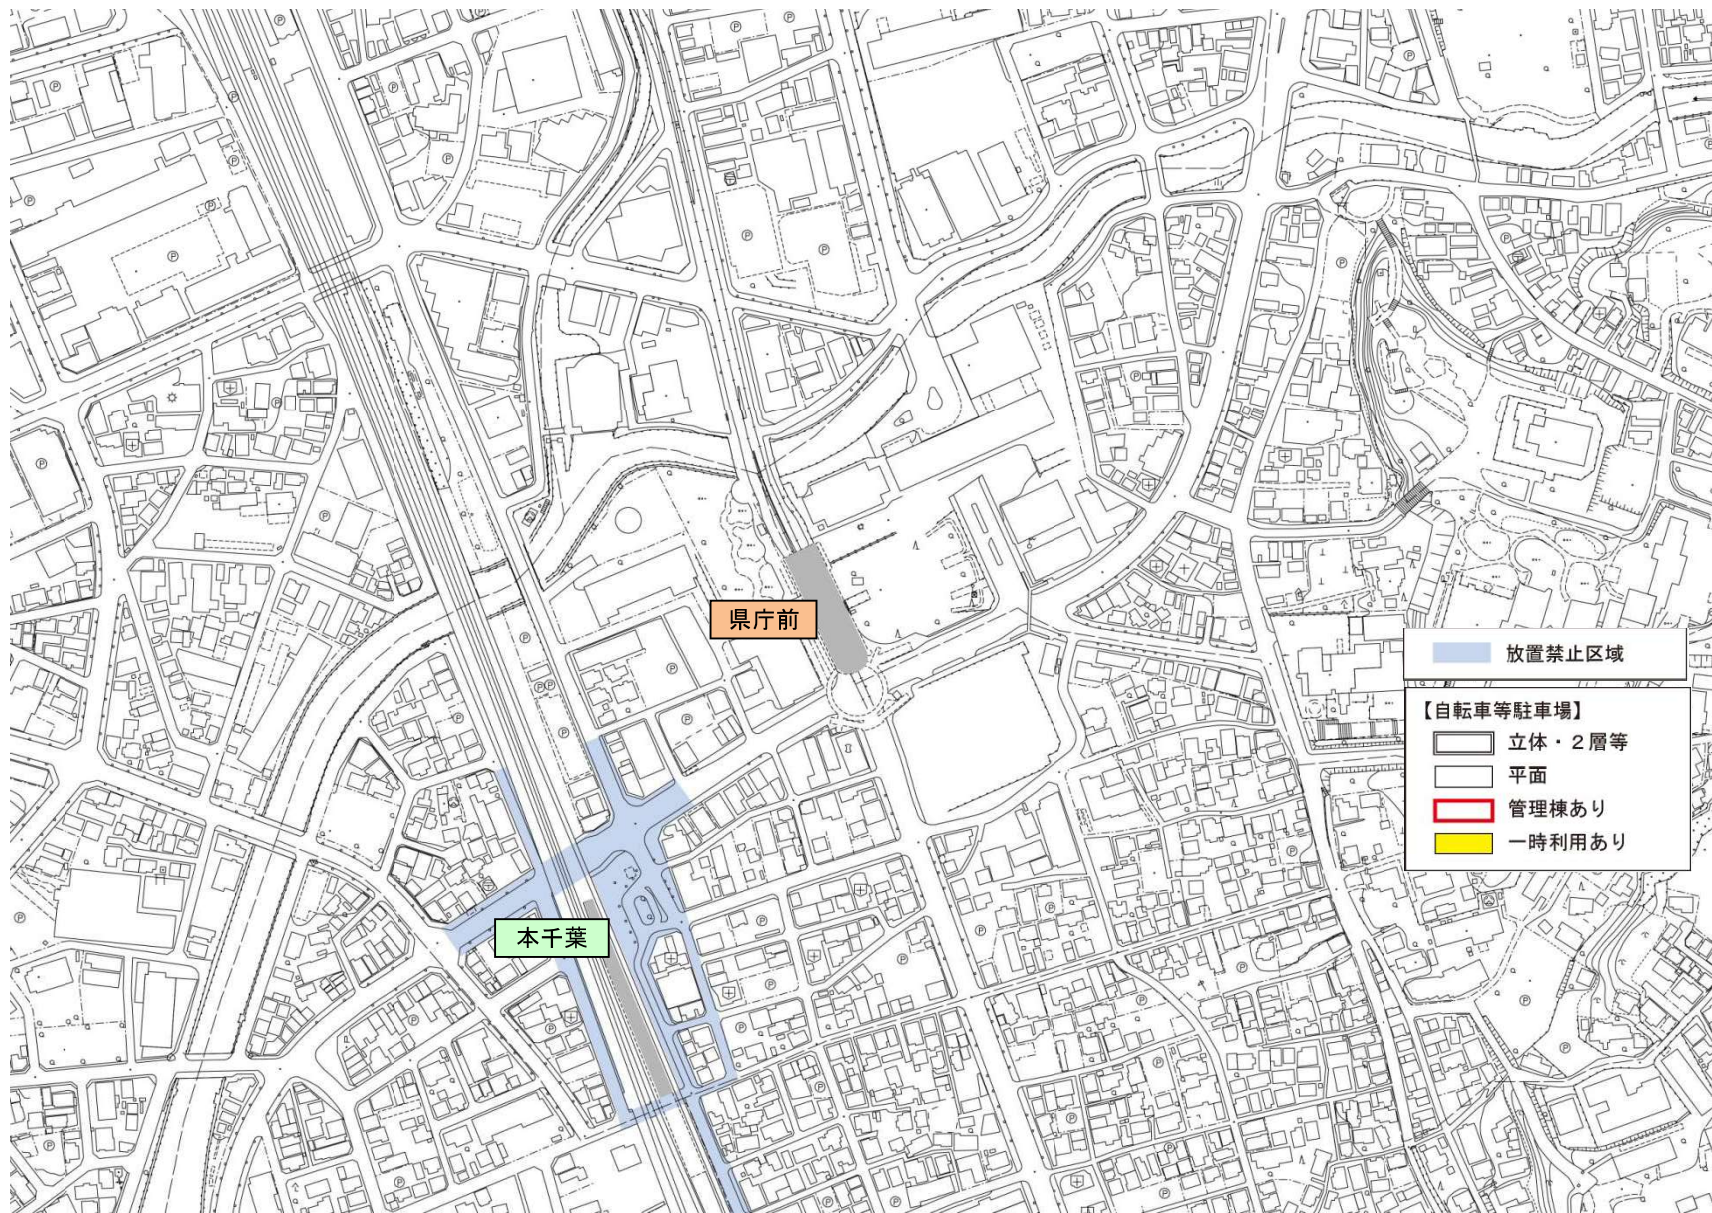 県庁前
放置禁止区域
【自転車等駐車場】
立体・２層等
平面
管理棟あり
一時利用あり
本千葉